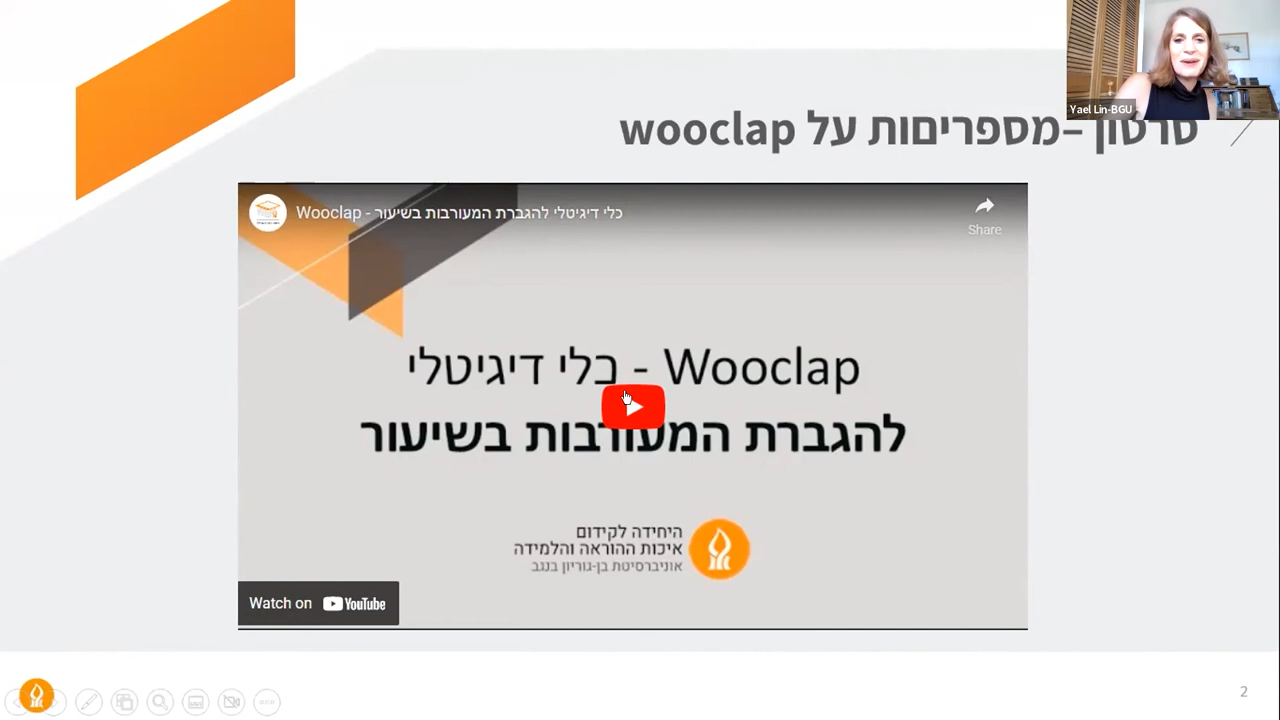 Yael Lin-BGU
סרטון –מספריםות על wooclap
Wooclap - כלי דיגיטלי להגברת המעורבות בשיעור
Share
Wooclap - כלי דיגיטלי
להגברת המעורבות בשיעור
היחידה לקידום
איכות ההוראה והלמידה
אוניברסיטת בן-גוריון בנגב
Watch on YouTube
2